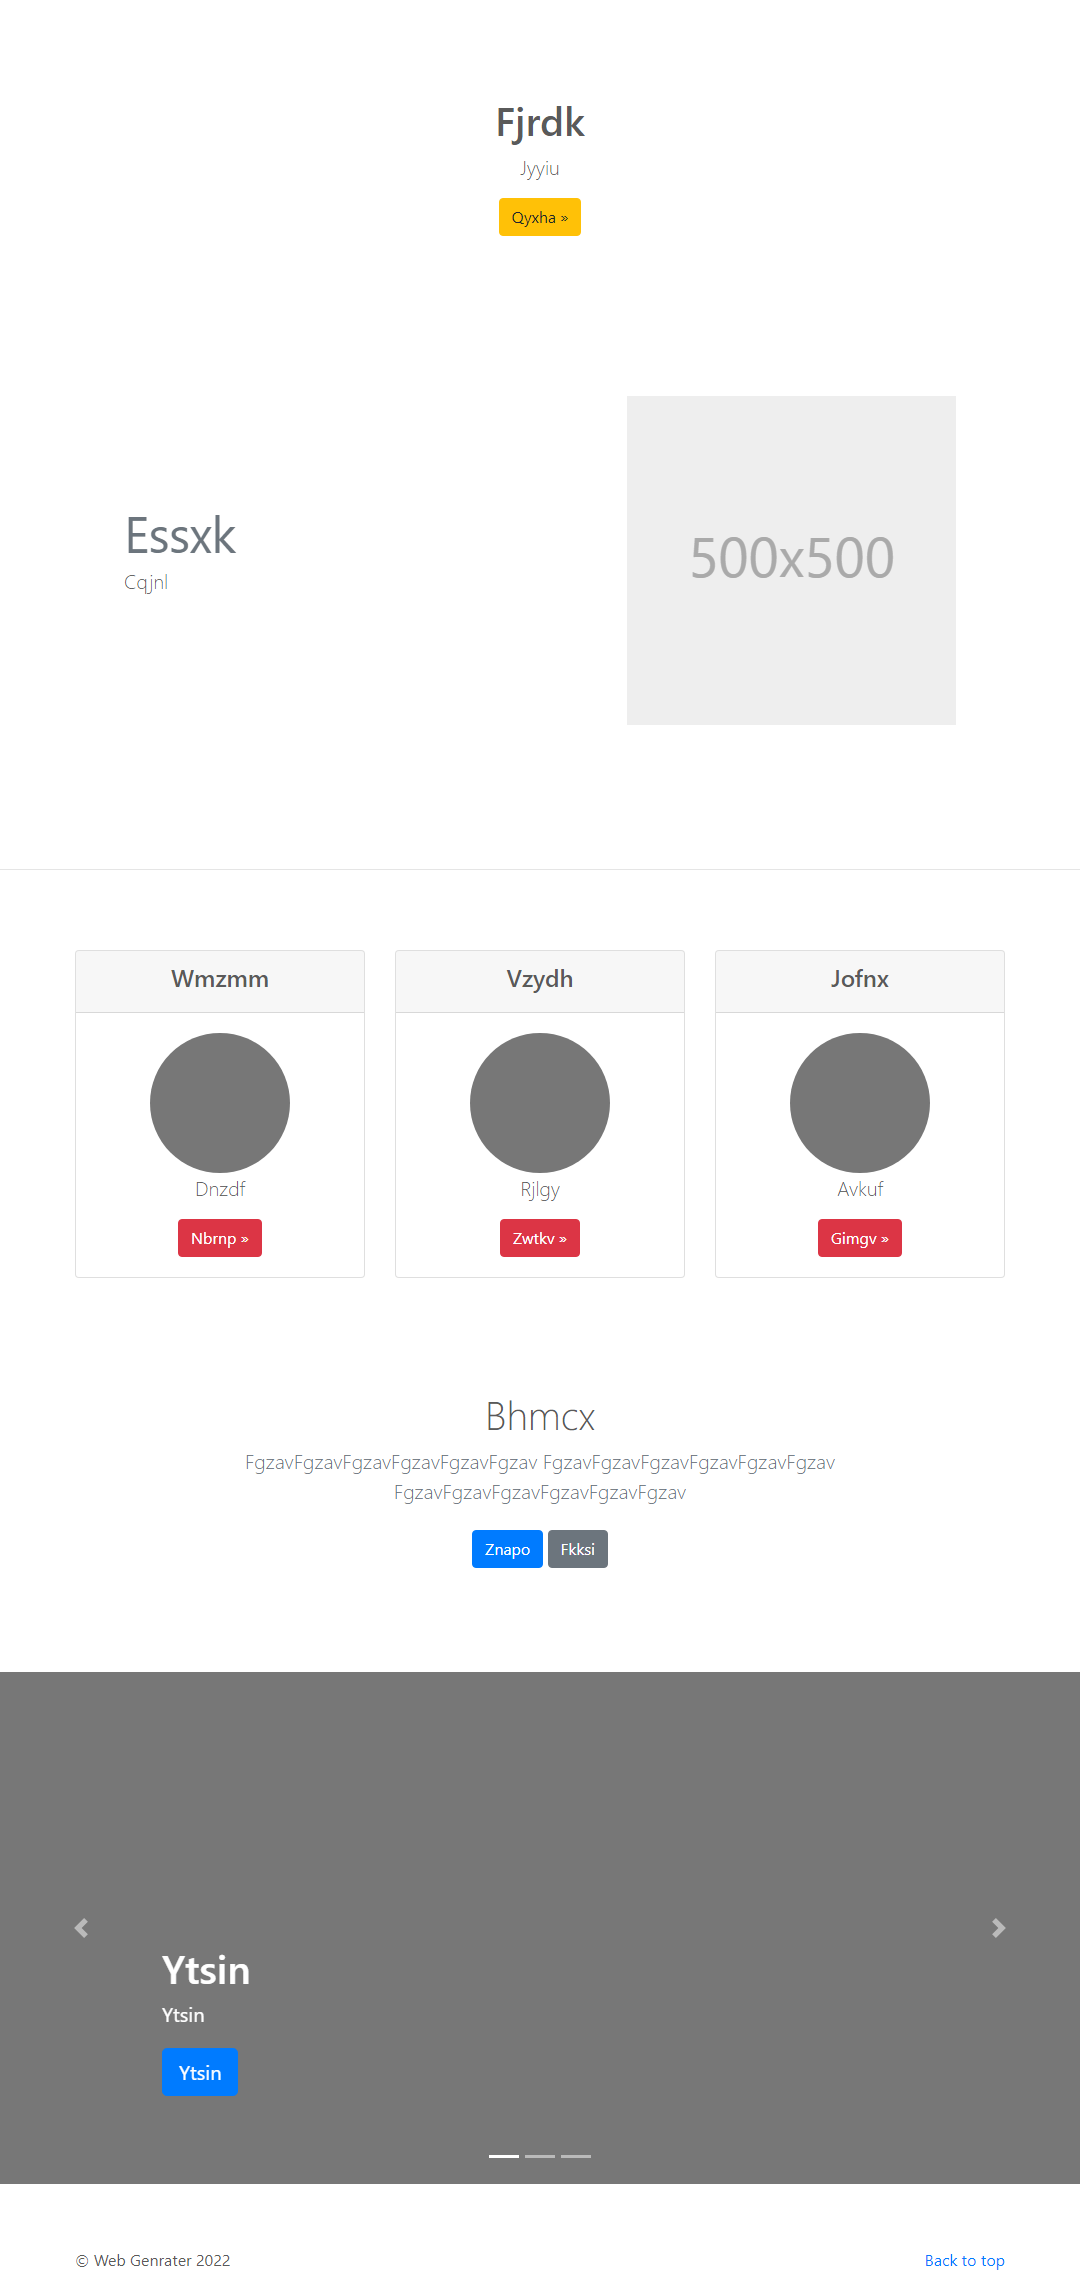 Fjrdk
Jyyiu
Qyxha »
Essxk
Cqjnl
500x500
Wmzmm
Dnzdf
Nbrnp »
Vzydh
Rjlgy
Zwtkv »
Jofnx
Avkuf
Gimgv »
Bhmcx
FgzavFgzavFgzavFgzavFgzavFgzav FgzavFgzavFgzavFgzavFgzavFgzav
FgzavFgzavFgzavFgzavFgzavFgzav
Znapo Fkksi
Ytsin
Ytsin
Ytsin
© Web Genrater 2022
Back to top